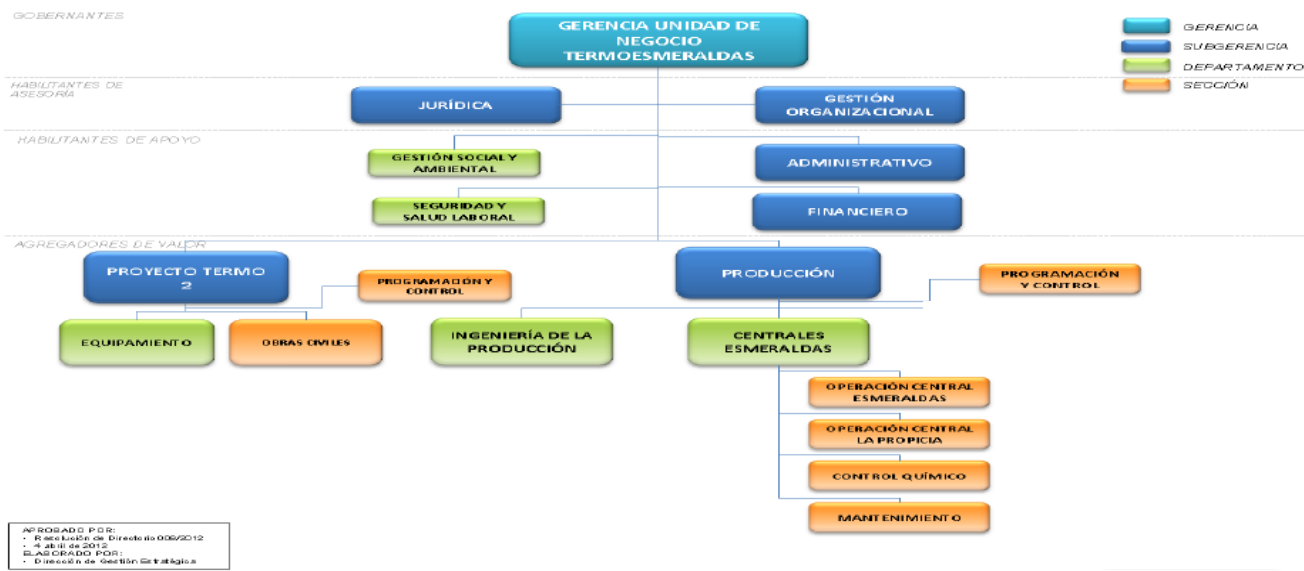 GOBERNANTES
GERENCIA UNIDAD DE
NEGOCIO
TERMOESMERALDAS
GERENCIA
SUBGERENCIA
DEPARTAMENTO
SECCIÓN
HABILITANTES DE
ASESORÍA
JURÍDICA
GESTIÓN
ORGANIZACIONAL
HABILITANTES DE APOYO
GESTIÓN SOCIAL Y
AMBIENTAL
ADMINISTRATIVO
SEGURIDAD Y
SALUD LABORAL
FINANCIERO
AGREGADORES DE VALOR
PROYECTO TERMO
2
PROGRAMACIÓN Y
CONTROL
PRODUCCIÓN
PROGRAMACIÓN
Y CONTROL
EQUIPAMIENTO
OBRAS CIVILES
INGENIERÍA DE LA
PRODUCCIÓN
CENTRALES
ESMERALDAS
OPERACIÓN CENTRAL
ESMERALDAS
OPERACIÓN CENTRAL
LA PROPICIA
CONTROL QUÍMICO
MANTENIMIENTO
APROBADO POR:
• Resolución de Directorio 009/2012
• 4 abril de 2012
ELABORADO POR:
• Dirección de Gestión Estratégica